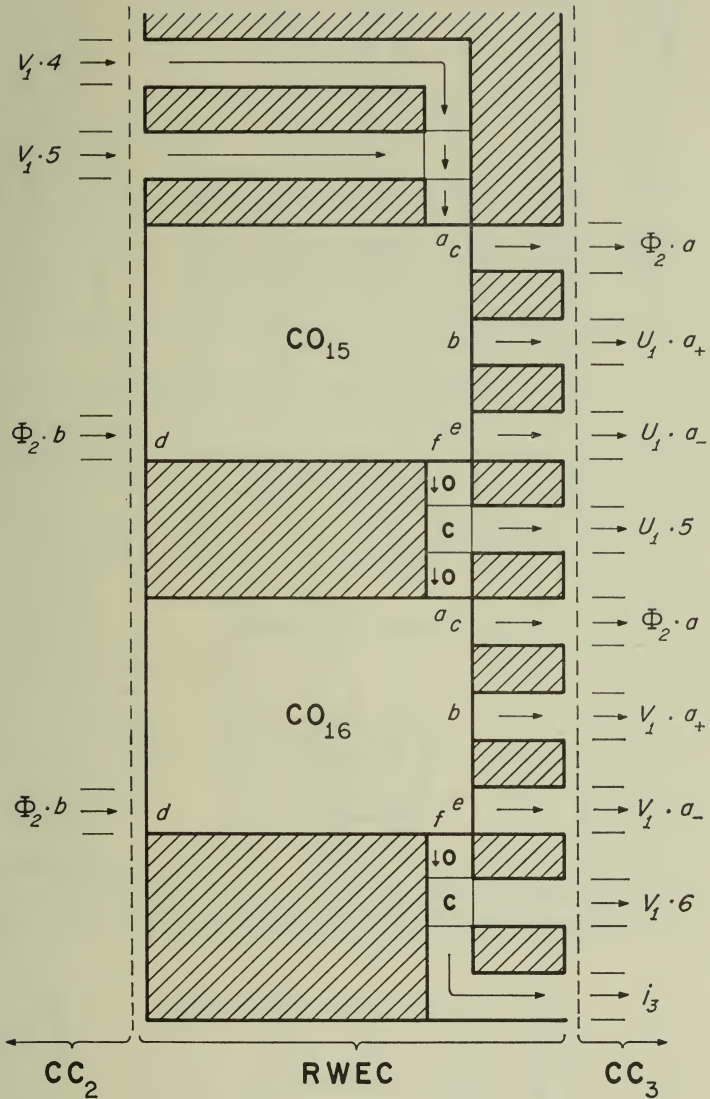 V₁·4
V₁·5
a c
Φ₂·a
CO₁₅
b
U₁·a₊
Φ₂·b
d
f e
U₁·a₋
↓O
C
U₁·5
↓O
a c
Φ₂·a
CO₁₆
b
V₁·a₊
Φ₂·b
d
f e
V₁·a₋
↓O
C
V₁·6
i₃
CC₂
RWEC
CC₃